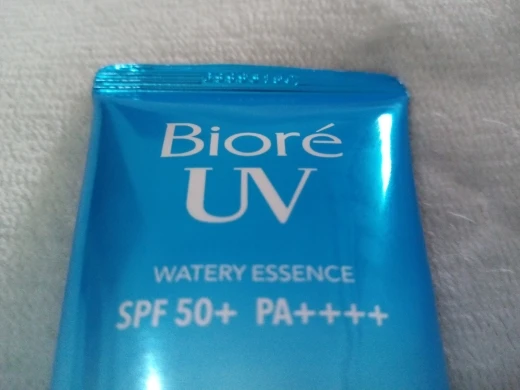 Bioré
UV
WATERY ESSENCE
SPF 50+ PA++++